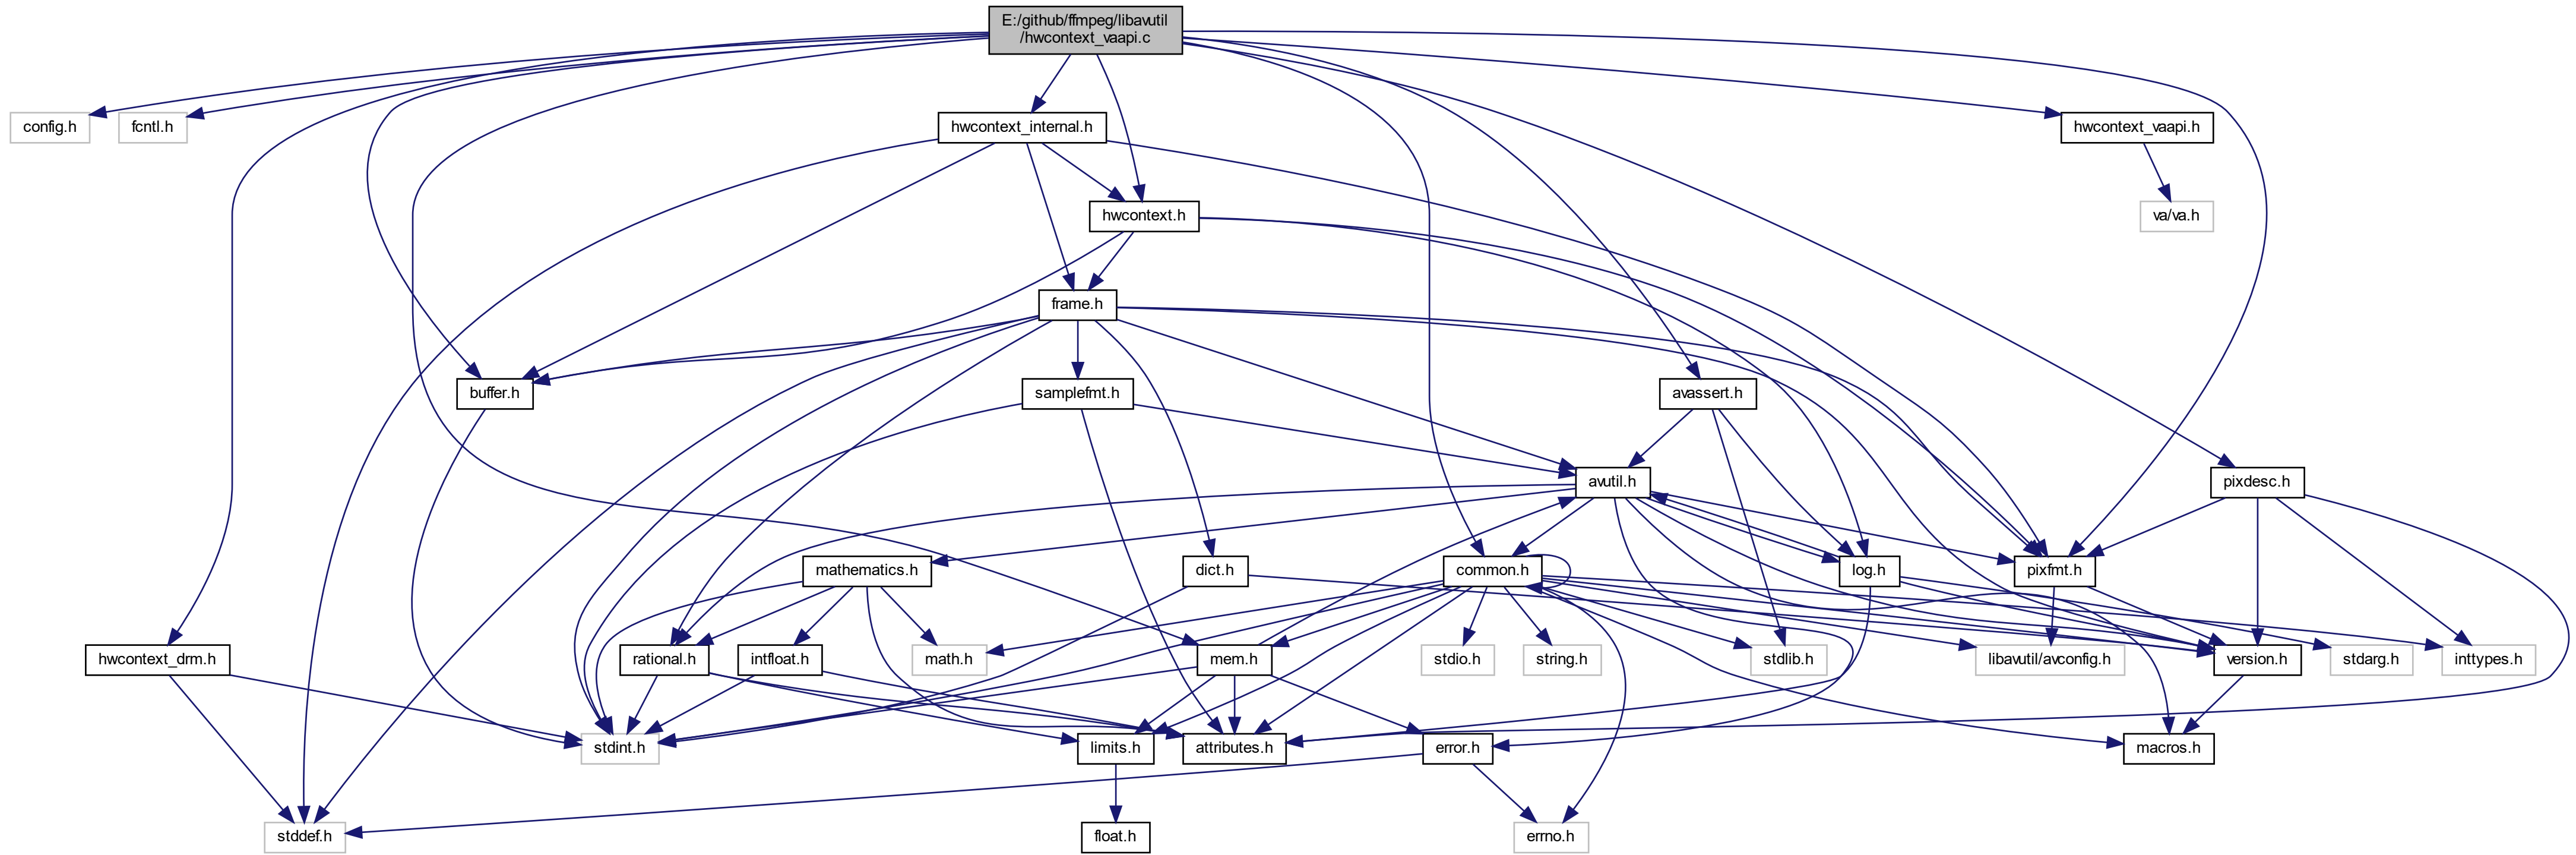 E:/github/ffmpeg/libavutil
/hwcontext_vaapi.c
config.h
fcntl.h
hwcontext_internal.h
hwcontext_vaapi.h
hwcontext.h
va/va.h
frame.h
buffer.h
samplefmt.h
avassert.h
avutil.h
pixdesc.h
mathematics.h
dict.h
common.h
log.h
pixfmt.h
hwcontext_drm.h
rational.h
intfloat.h
math.h
mem.h
stdio.h
string.h
stdlib.h
libavutil/avconfig.h
version.h
stdarg.h
inttypes.h
stdint.h
limits.h
attributes.h
error.h
macros.h
stddef.h
float.h
errno.h